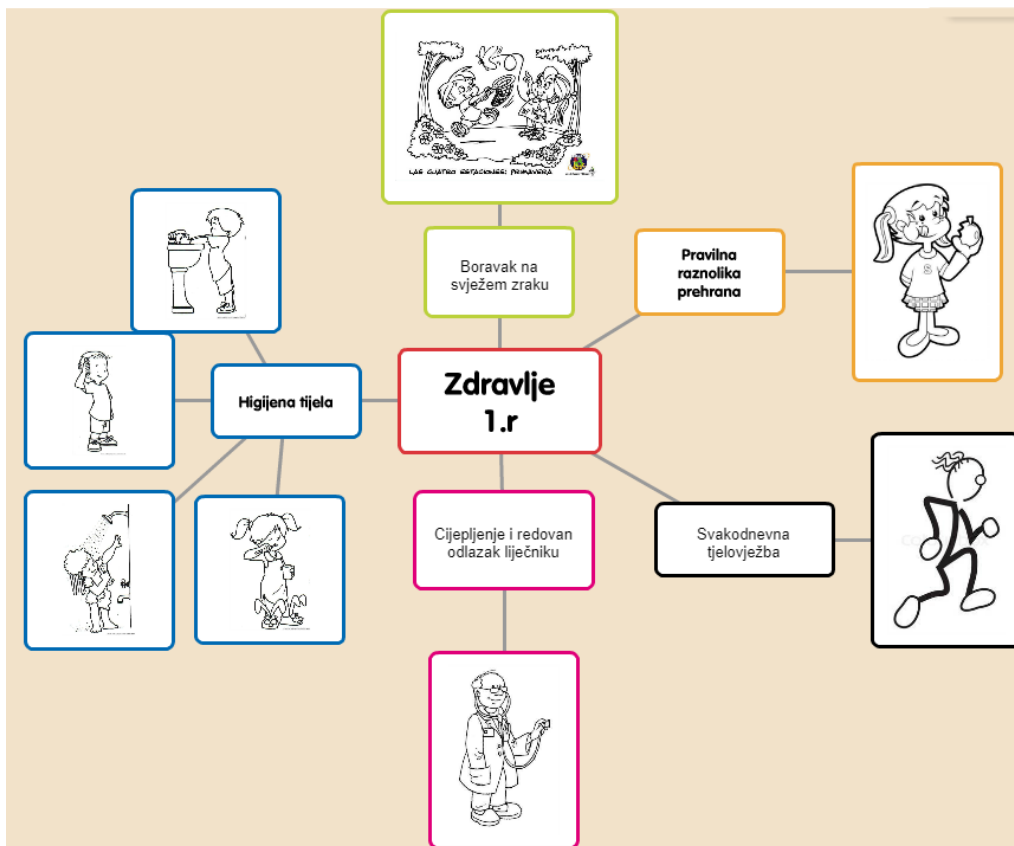 LAS CUATRO ESTACIONES: PRIMAVERA
Boravak na
svježem zraku
Pravilna
raznolika
prehrana
Zdravlje
1.r
Higijena tijela
Cijepljenje i redovan
odlazak liječniku
Svakodnevna
tjelovježba
S